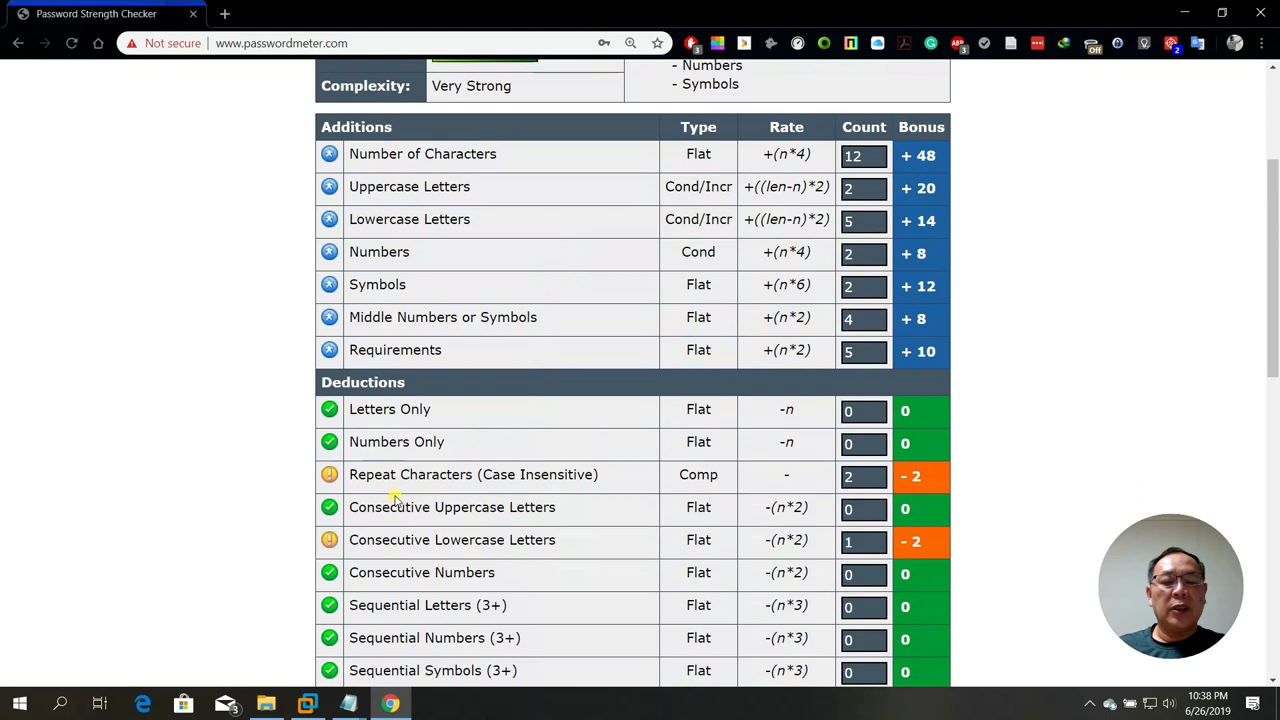 Password Strength Checker
Not secure www.passwordmeter.com
3
3
Off
2
- Numbers
Complexity: Very Strong - Symbols
Additions Type Rate Count Bonus
Number of Characters Flat +(n*4) 12 + 48
Uppercase Letters Cond/Incr +((len-n)*2) 2 + 20
Lowercase Letters Cond/Incr +((len-n)*2) 5 + 14
Numbers Cond +(n*4) 2 + 8
Symbols Flat +(n*6) 2 + 12
Middle Numbers or Symbols Flat +(n*2) 4 + 8
Requirements Flat +(n*2) 5 + 10
Deductions
Letters Only Flat -n 0 0
Numbers Only Flat -n 0 0
Repeat Characters (Case Insensitive) Comp - 2 - 2
Consecutive Uppercase Letters Flat -(n*2) 0 0
Consecutive Lowercase Letters Flat -(n*2) 1 - 2
Consecutive Numbers Flat -(n*2) 0 0
Sequential Letters (3+) Flat -(n*3) 0 0
Sequential Numbers (3+) Flat -(n*3) 0 0
Sequential Symbols (3+) Flat -(n*3) 0 0
3
10:38 PM
6/26/2019